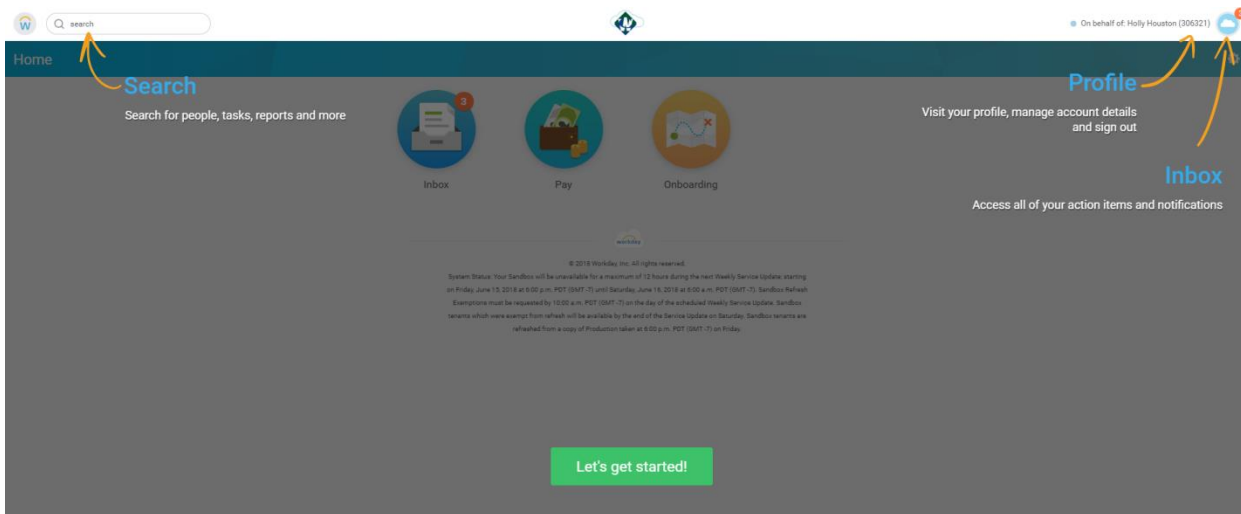 search
On behalf of: Holly Houston (306321)
Home
Search
Search for people, tasks, reports and more
Profile
Visit your profile, manage account details
and sign out
Inbox
Access all of your action items and notifications
3
Inbox
Pay
Onboarding
workday
© 2018 Workday, Inc. All rights reserved.
System Status: Your Sandbox will be unavailable for a maximum of 12 hours during the next Weekly Service Update; starting
on Friday, June 15, 2018 at 6:00 p.m. PDT (GMT -7) until Saturday, June 16, 2018 at 6:00 a.m. PDT (GMT -7). Sandbox Refresh
Exemptions must be requested by 10:00 a.m. PDT (GMT -7) on the day of the scheduled Weekly Service Update. Sandbox
tenants which were exempt from refresh will be available by the end of the Service Update on Saturday. Sandbox tenants are
refreshed from a copy of Production taken at 6:00 p.m. PDT (GMT -7) on Friday.
Let's get started!